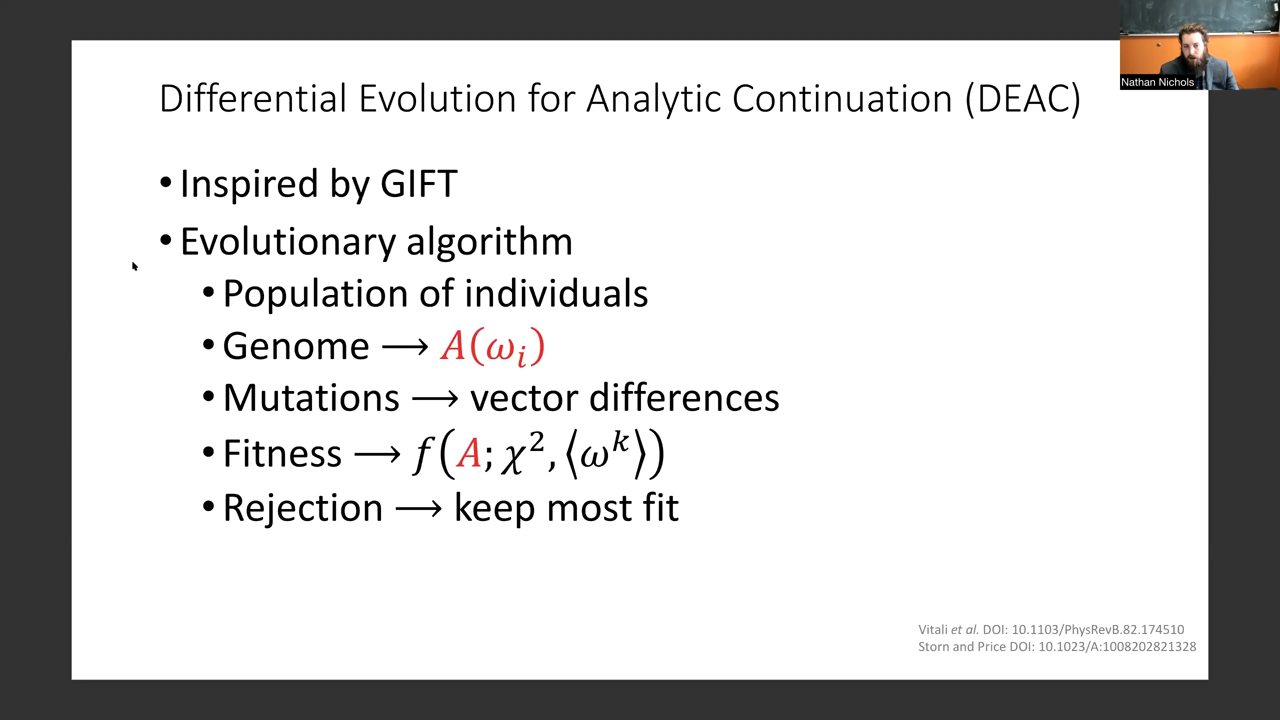 Nathan Nichols
Differential Evolution for Analytic Continuation (DEAC)
• Inspired by GIFT
• Evolutionary algorithm
• Population of individuals
• Genome ⟶ A(ωᵢ)
• Mutations ⟶ vector differences
• Fitness ⟶ f(A; χ², ⟨ωᵏ⟩)
• Rejection ⟶ keep most fit
Vitali et al. DOI: 10.1103/PhysRevB.82.174510
Storn and Price DOI: 10.1023/A:1008202821328